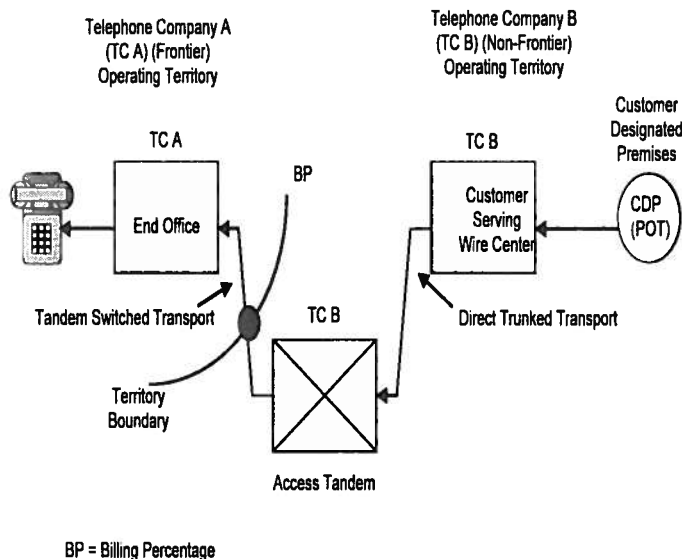 Telephone Company A
(TC A) (Frontier)
Operating Territory
Telephone Company B
(TC B) (Non-Frontier)
Operating Territory
Customer
Designated
Premises
TC A
BP
TC B
End Office
Customer
Serving
Wire Center
CDP
(POT)
Tandem Switched Transport
TC B
Direct Trunked Transport
Territory
Boundary
Access Tandem
BP = Billing Percentage